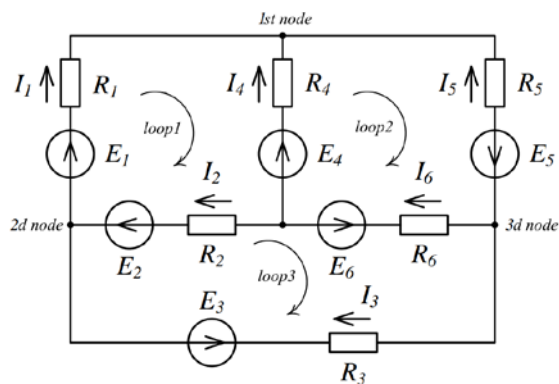 1st node
I1 R1 I4 R4 I5 R5
loop1 loop2
E1 E4 E5
I2 I6
2d node 3d node
E2 R2 E6 R6
loop3
E3 I3
R3